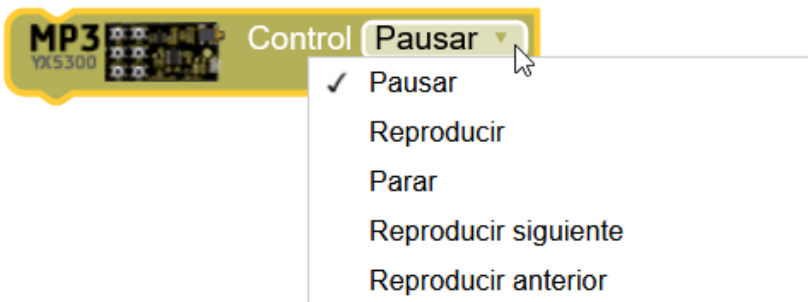 MP3 Control Pausar
YX5300
Pausar
Reproducir
Parar
Reproducir siguiente
Reproducir anterior